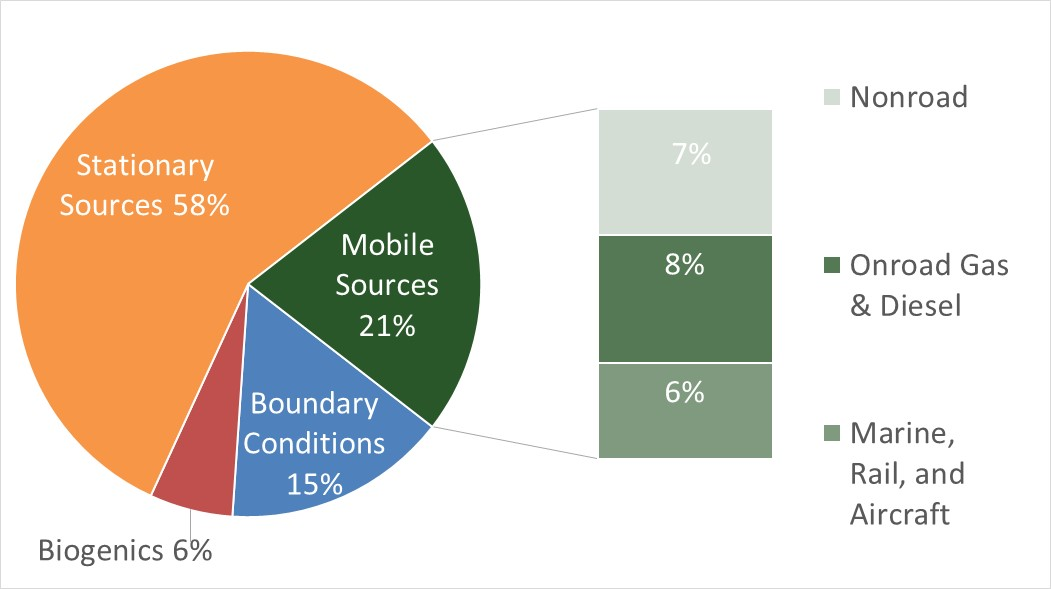 Stationary
Sources 58%
Mobile
Sources
21%
Boundary
Conditions
15%
Biogenics 6%
7%
8%
6%
Nonroad
Onroad Gas
& Diesel
Marine,
Rail, and
Aircraft